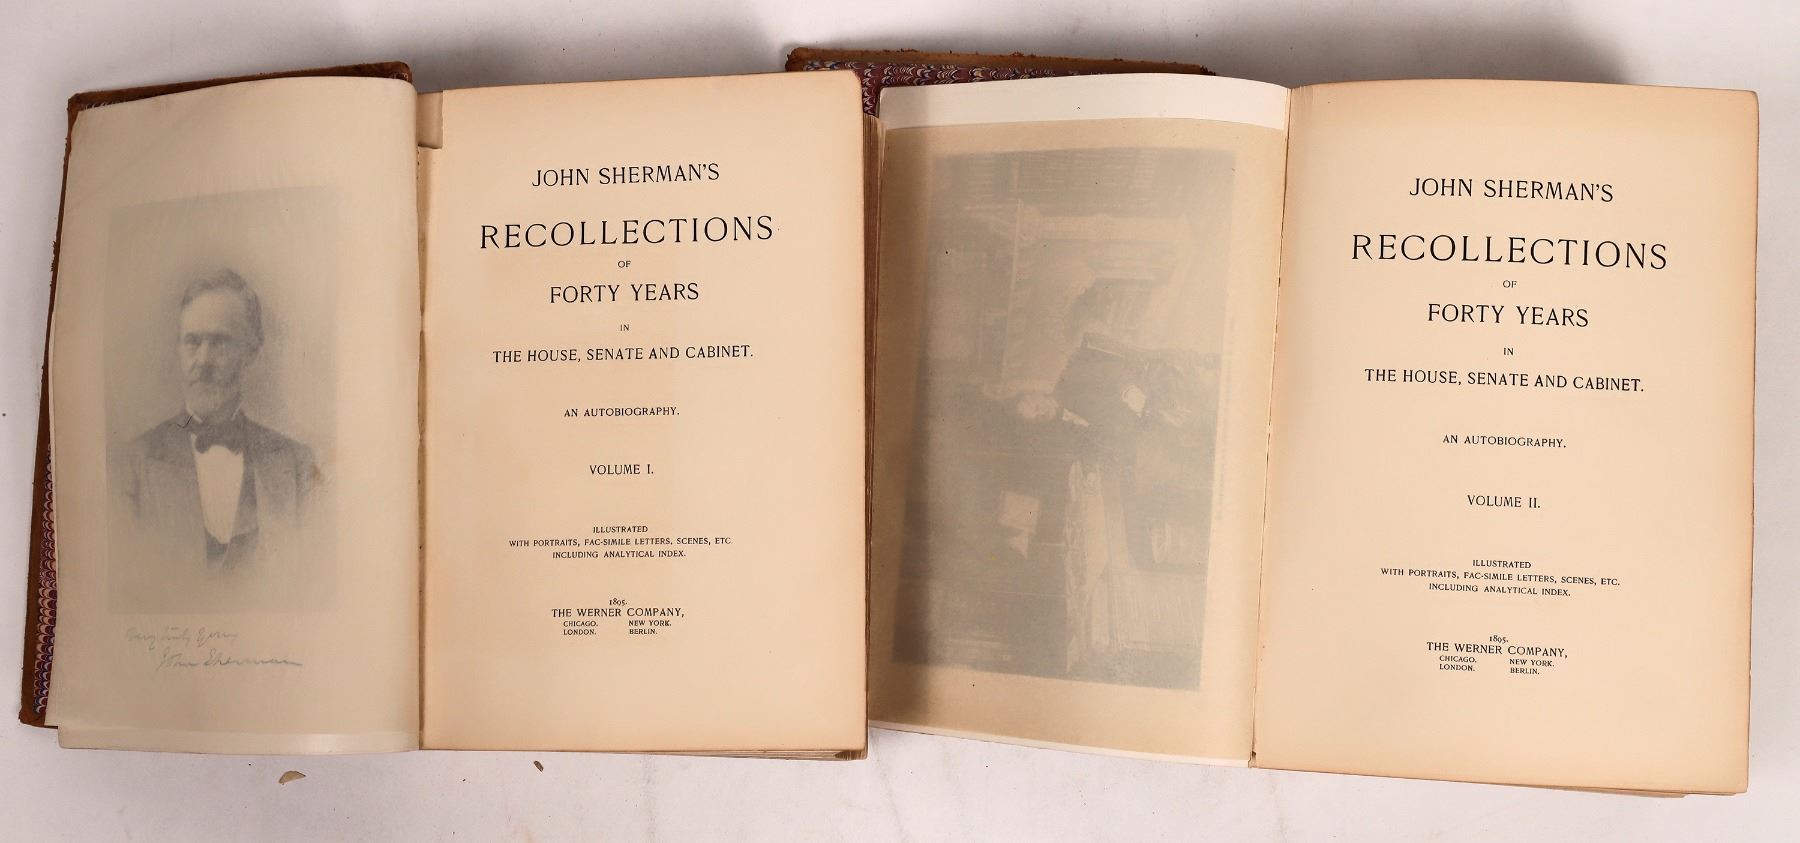 Very truly yours
John Sherman
JOHN SHERMAN'S
RECOLLECTIONS
OF
FORTY YEARS
IN
THE HOUSE, SENATE AND CABINET.
AN AUTOBIOGRAPHY.
VOLUME I.
ILLUSTRATED
WITH PORTRAITS, FAC-SIMILE LETTERS, SCENES, ETC.
INCLUDING ANALYTICAL INDEX.
1895.
THE WERNER COMPANY,
CHICAGO. NEW YORK.
LONDON. BERLIN.
JOHN SHERMAN'S
RECOLLECTIONS
OF
FORTY YEARS
IN
THE HOUSE, SENATE AND CABINET.
AN AUTOBIOGRAPHY.
VOLUME II.
ILLUSTRATED
WITH PORTRAITS, FAC-SIMILE LETTERS, SCENES, ETC.
INCLUDING ANALYTICAL INDEX.
1895.
THE WERNER COMPANY,
CHICAGO. NEW YORK.
LONDON. BERLIN.